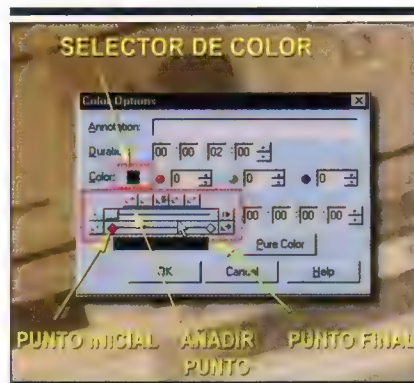 SELECTOR DE COLOR
Color Options
Annotation:
Duration: 00 : 00 : 02 : 00
Color: 0 0 0
00 : 00 : 00 : 00
Pure Color
OK Cancel Help
PUNTO INICIAL AÑADIR PUNTO FINAL
PUNTO